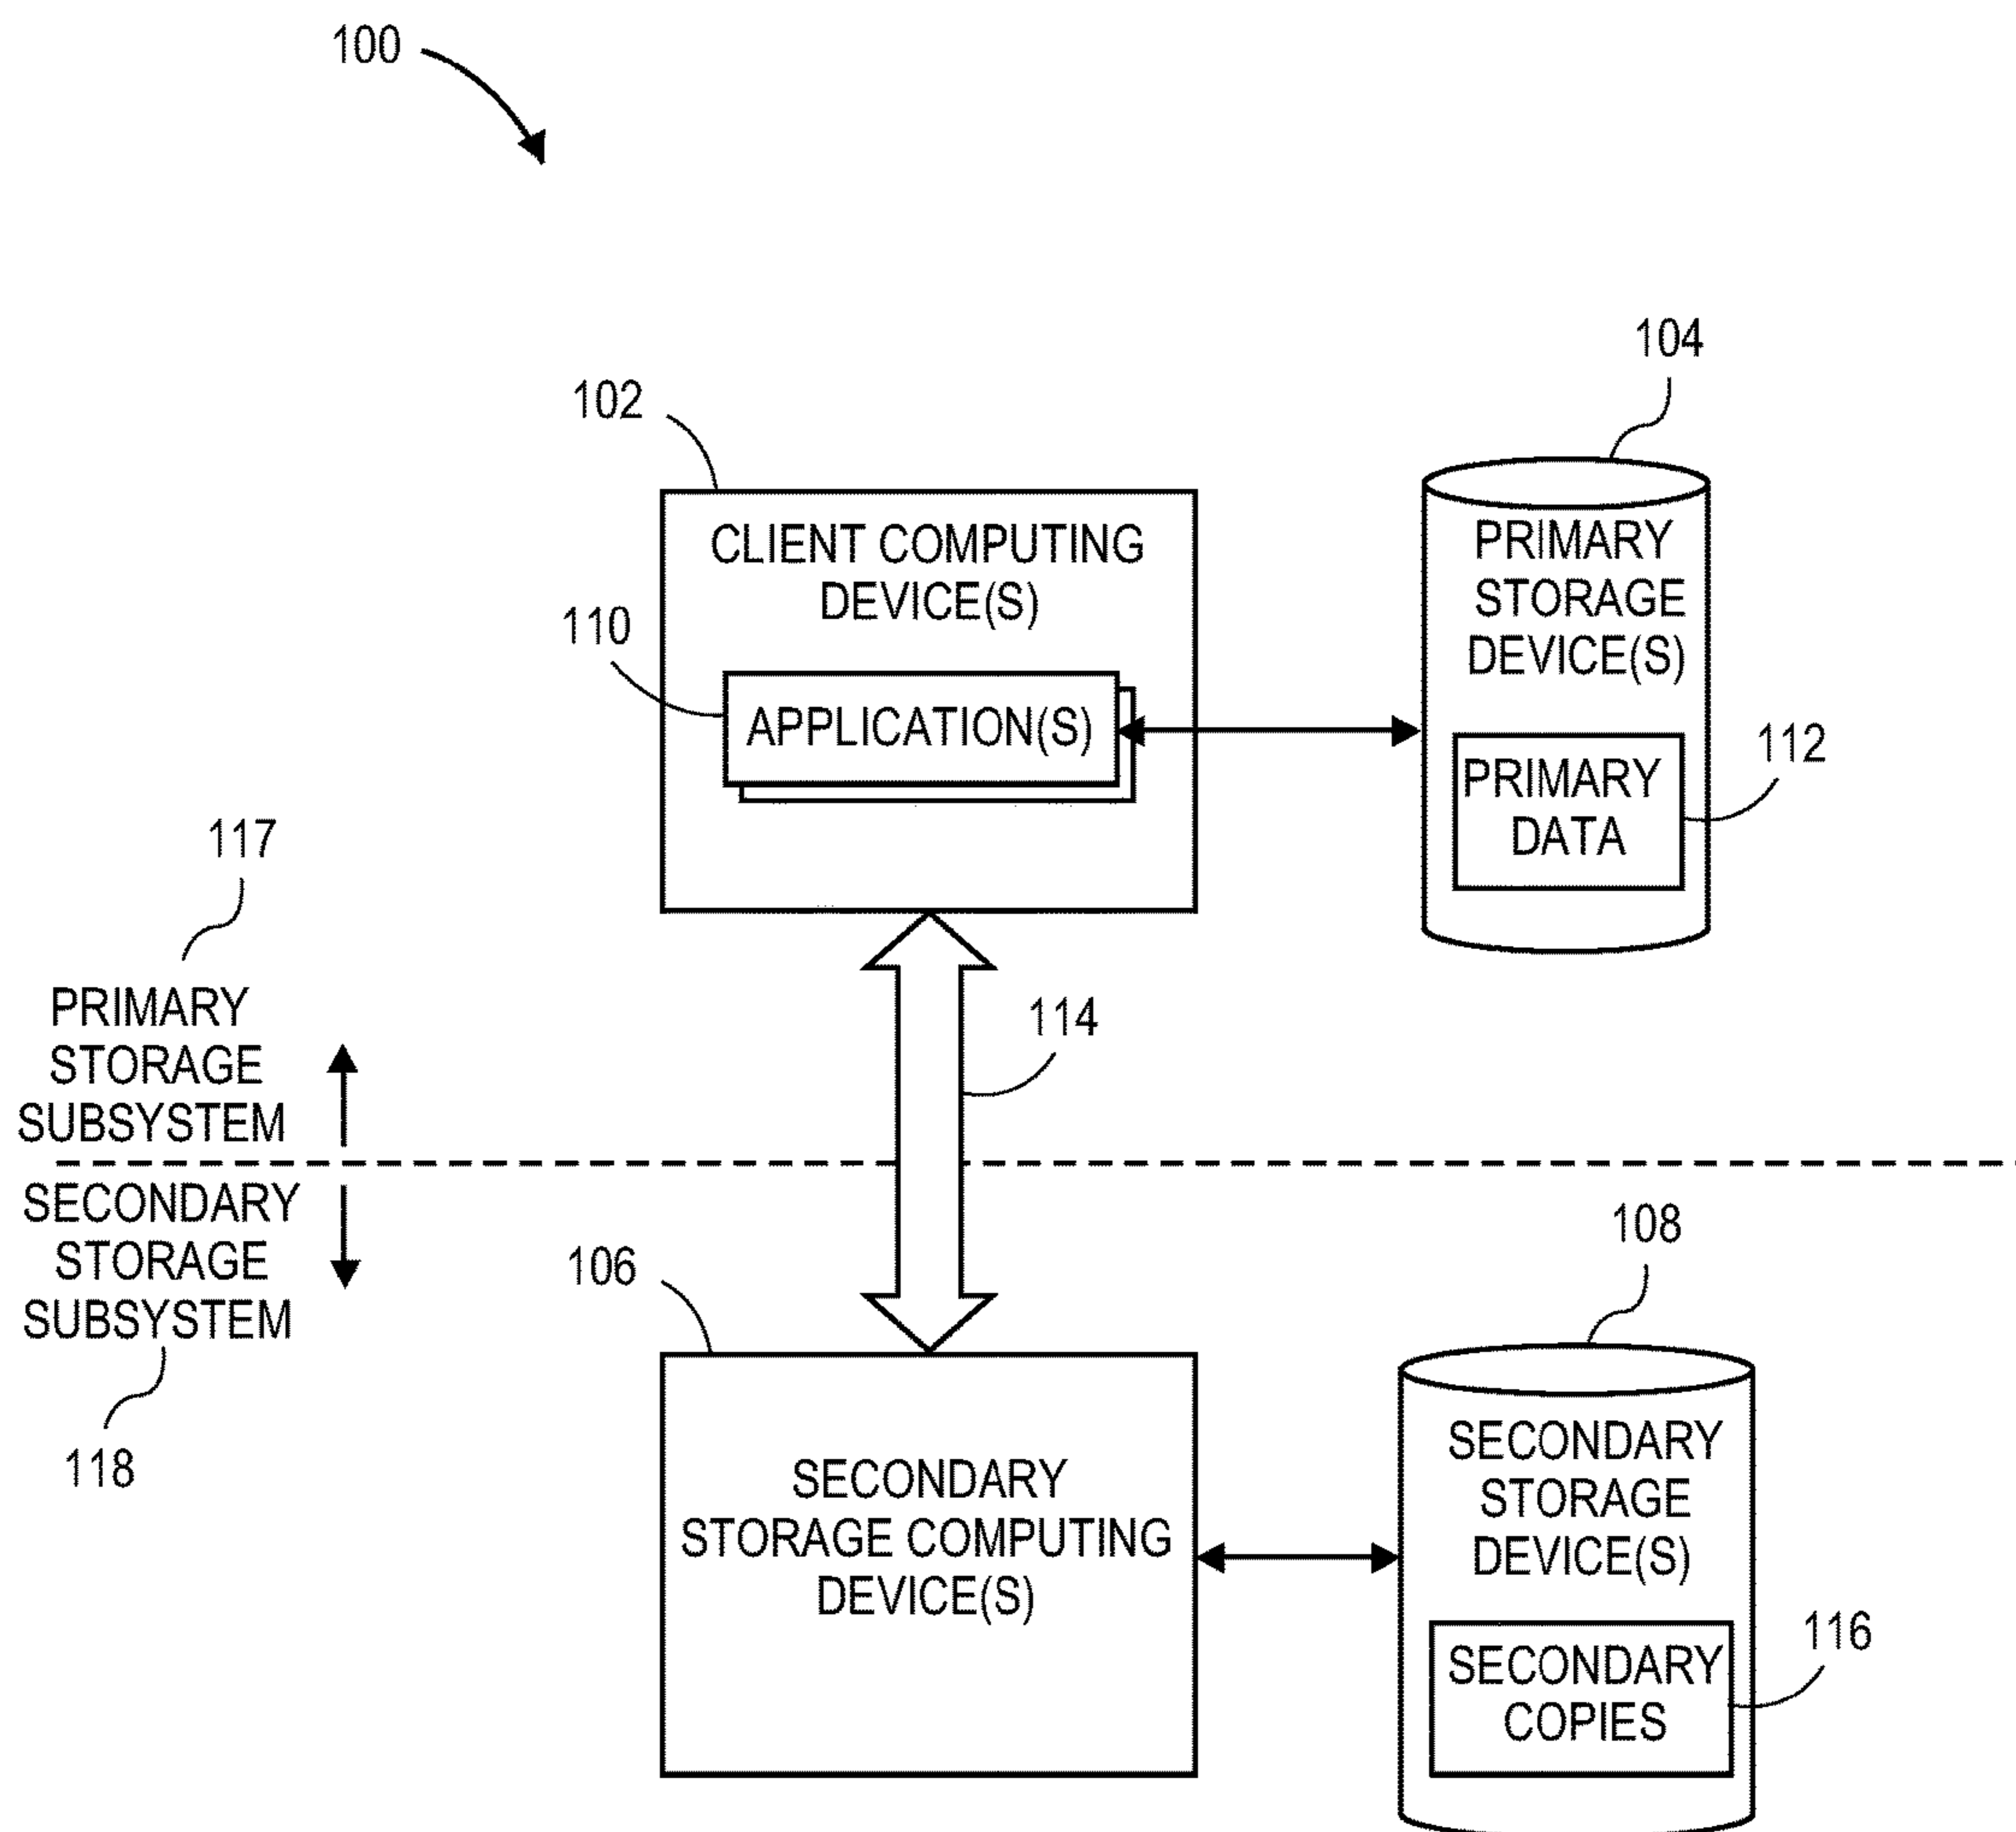 100
104
102
CLIENT COMPUTING
DEVICE(S)
PRIMARY
STORAGE
DEVICE(S)
110
APPLICATION(S)
112
PRIMARY
DATA
117
PRIMARY
STORAGE
SUBSYSTEM
114
SECONDARY
STORAGE
SUBSYSTEM
118
106
108
SECONDARY
STORAGE COMPUTING
DEVICE(S)
SECONDARY
STORAGE
DEVICE(S)
116
SECONDARY
COPIES